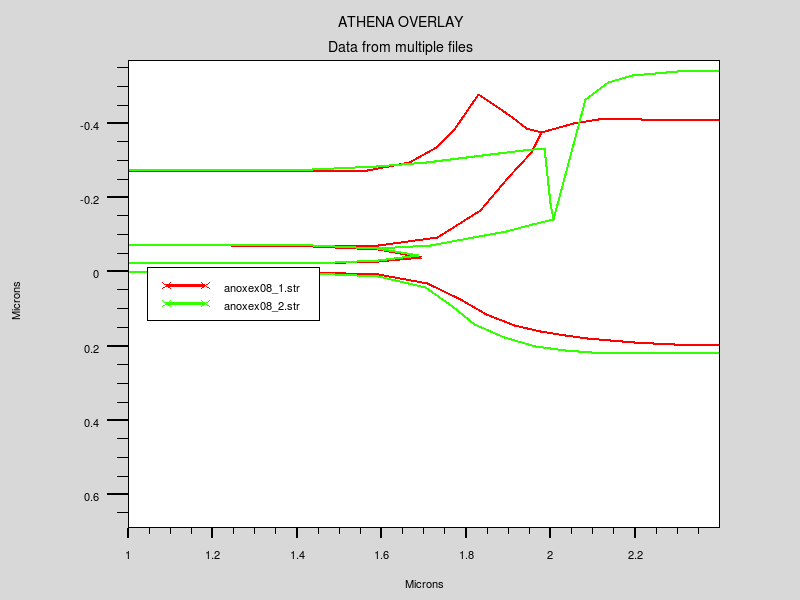 ATHENA OVERLAY
Data from multiple files
-0.4
-0.2
0
0.2
0.4
0.6
Microns
anoxex08_1.str
anoxex08_2.str
1
1.2
1.4
1.6
1.8
2
2.2
Microns